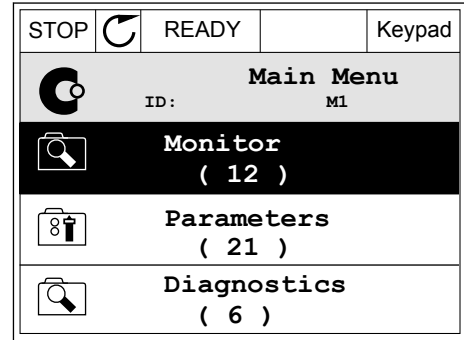 STOP READY Keypad
Main Menu
ID: M1
Monitor
( 12 )
Parameters
( 21 )
Diagnostics
( 6 )